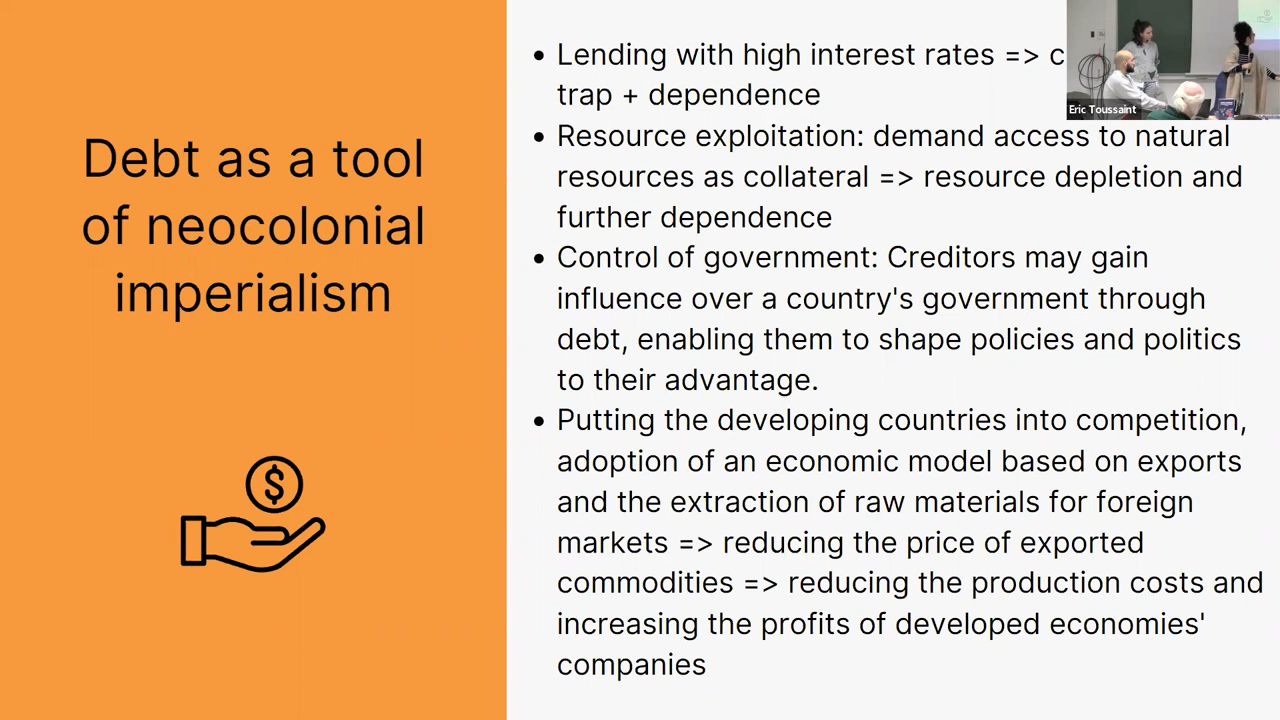 Debt as a tool
of neocolonial
imperialism
$
• Lending with high interest rates => c
trap + dependence
• Resource exploitation: demand access to natural
resources as collateral => resource depletion and
further dependence
• Control of government: Creditors may gain
influence over a country's government through
debt, enabling them to shape policies and politics
to their advantage.
• Putting the developing countries into competition,
adoption of an economic model based on exports
and the extraction of raw materials for foreign
markets => reducing the price of exported
commodities => reducing the production costs and
increasing the profits of developed economies'
companies
Eric Toussaint